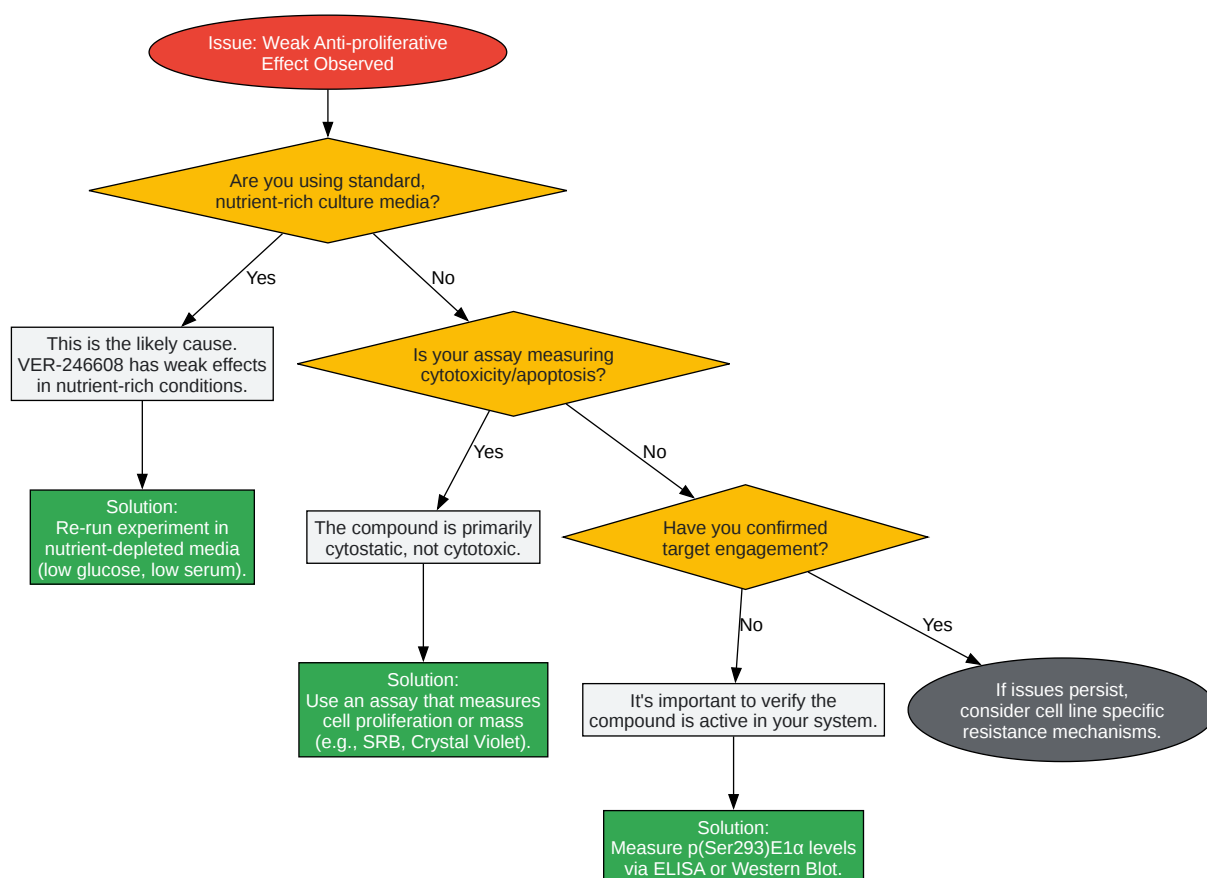 Issue: Weak Anti-proliferative
Effect Observed
Are you using standard,
nutrient-rich culture media?
Yes
No
This is the likely cause.
VER-246608 has weak effects
in nutrient-rich conditions.
Is your assay measuring
cytotoxicity/apoptosis?
Yes
No
Solution:
Re-run experiment in
nutrient-depleted media
(low glucose, low serum).
The compound is primarily
cytostatic, not cytotoxic.
Have you confirmed
target engagement?
No
Yes
Solution:
Use an assay that measures
cell proliferation or mass
(e.g., SRB, Crystal Violet).
It's important to verify the
compound is active in your system.
If issues persist,
consider cell line specific
resistance mechanisms.
Solution:
Measure p(Ser293)E1α levels
via ELISA or Western Blot.